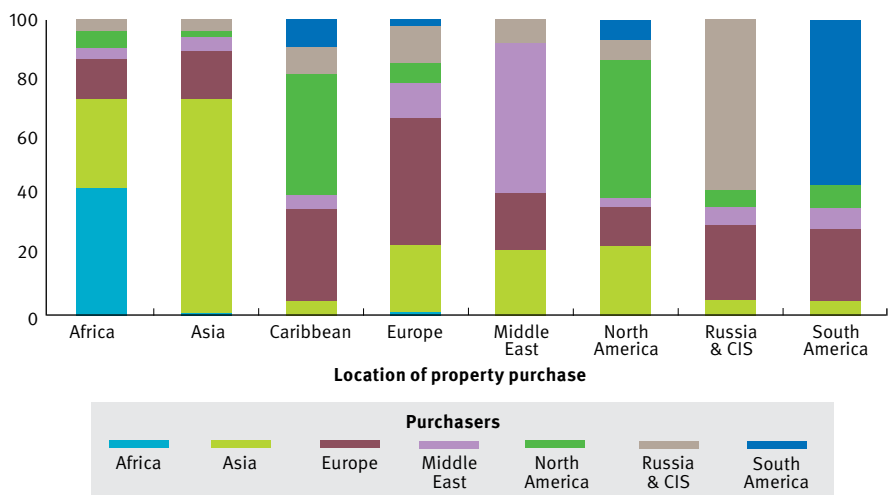 100
80
60
40
20
0
Africa Asia Caribbean Europe Middle East North America Russia & CIS South America
Location of property purchase
Purchasers
Africa Asia Europe Middle East North America Russia & CIS South America